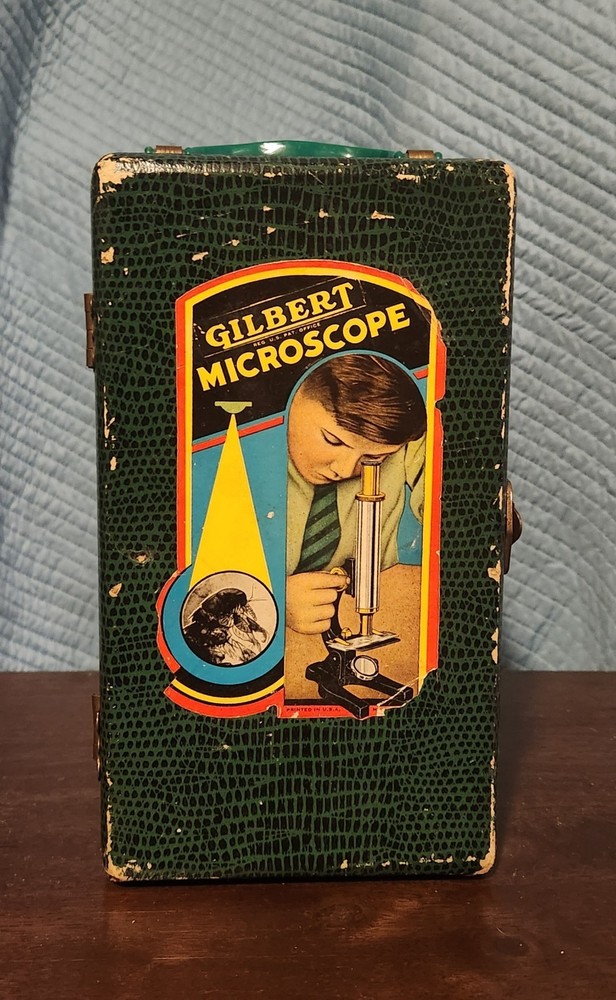 GILBERT
REG. U.S. PAT. OFFICE
MICROSCOPE
PRINTED IN U.S.A.